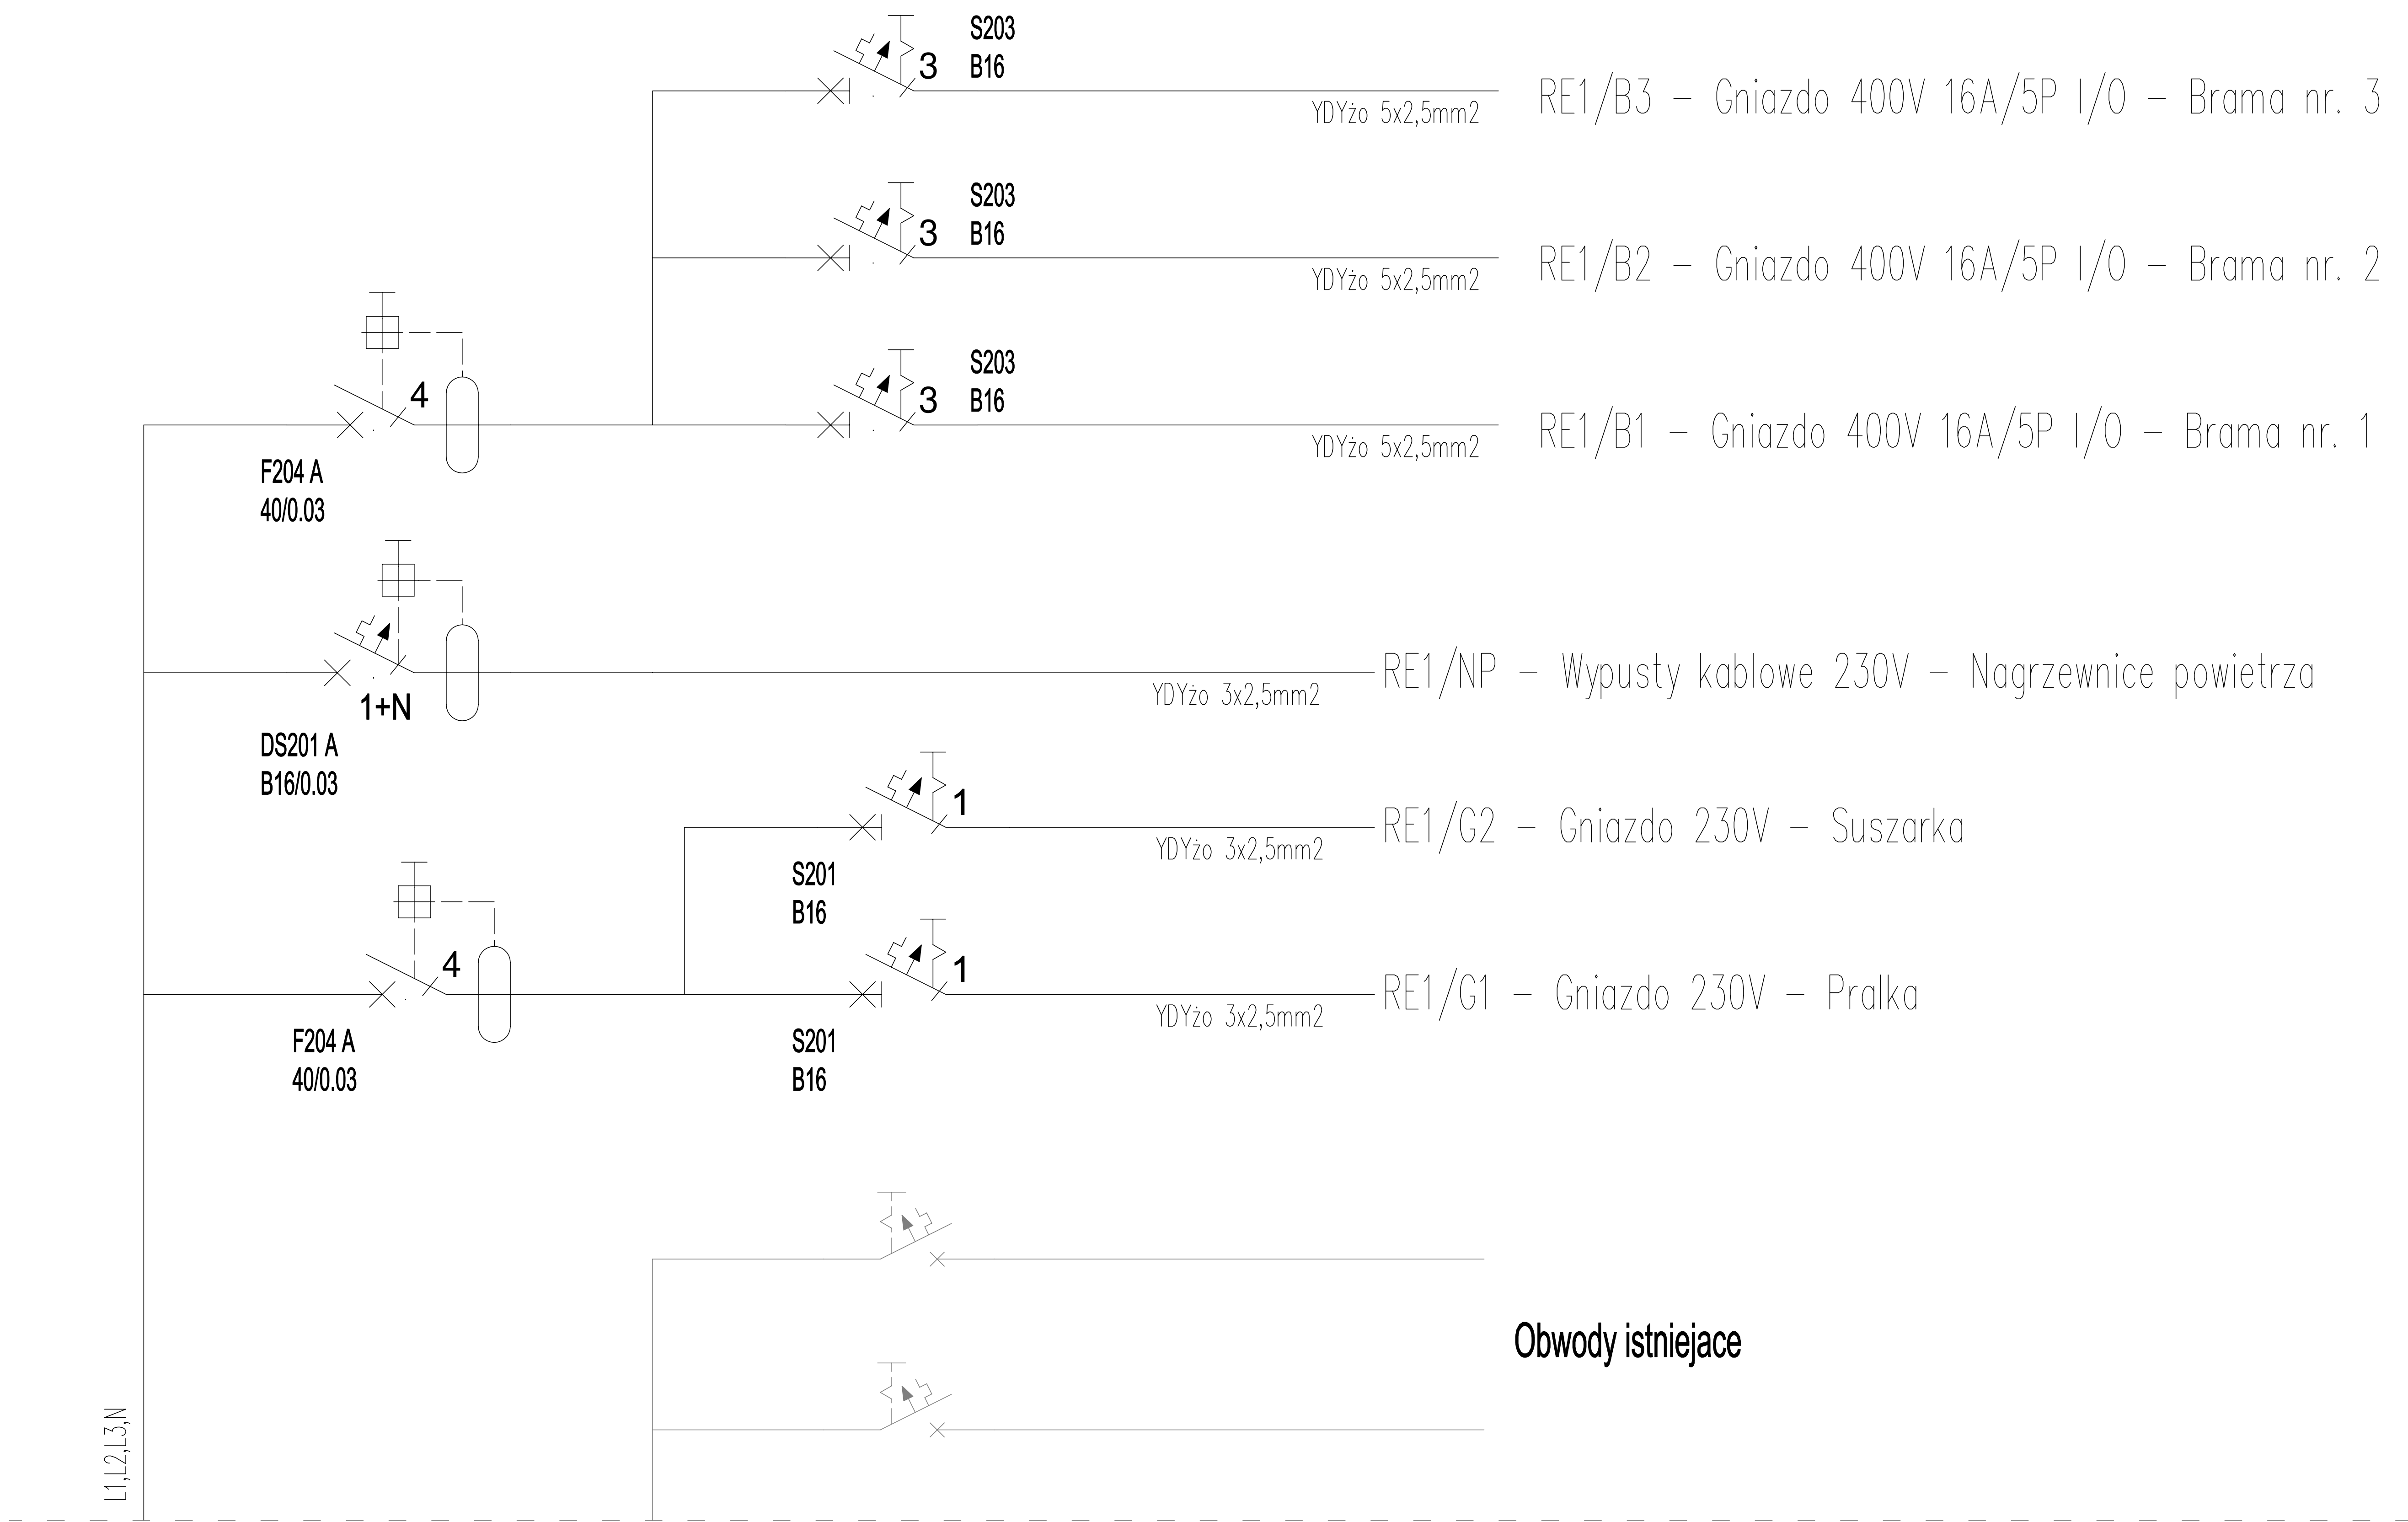 S203
B16
3
YDYżo 5x2,5mm2
RE1/B3 – Gniazdo 400V 16A/5P I/O – Brama nr. 3
S203
B16
3
YDYżo 5x2,5mm2
RE1/B2 – Gniazdo 400V 16A/5P I/O – Brama nr. 2
S203
B16
3
YDYżo 5x2,5mm2
RE1/B1 – Gniazdo 400V 16A/5P I/O – Brama nr. 1
4
F204 A
40/0.03
1+N
DS201 A
B16/0.03
YDYżo 3x2,5mm2
RE1/NP – Wypusty kablowe 230V – Nagrzewnice powietrza
1
S201
B16
YDYżo 3x2,5mm2
RE1/G2 – Gniazdo 230V – Suszarka
4
F204 A
40/0.03
1
S201
B16
YDYżo 3x2,5mm2
RE1/G1 – Gniazdo 230V – Pralka
Obwody istniejace
L1,L2,L3,N